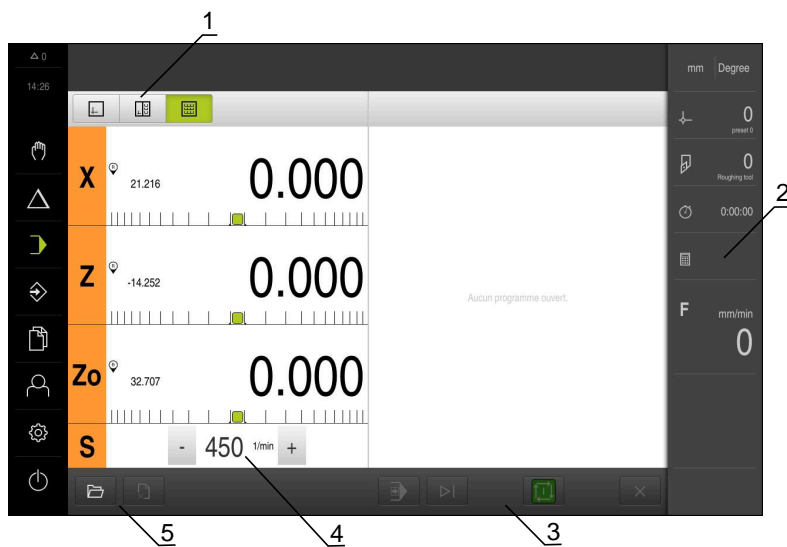 1
0
14:26
mm Degree
0
preset 0
X R 21.216 0.000
0
Roughing tool
2
0:00:00
Z R -14.252 0.000
Aucun programme ouvert.
F mm/min
0
Zo R 32.707 0.000
S - 450 1/min +
5
4
3